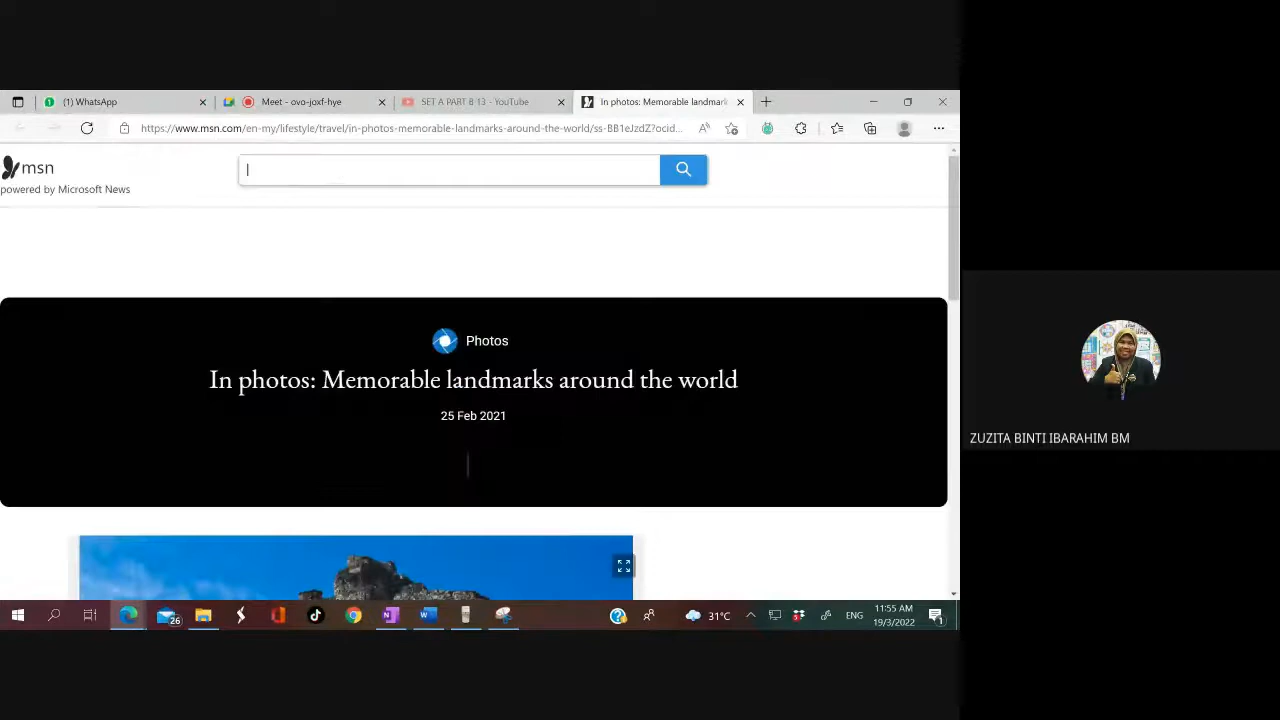 (1) WhatsApp
Meet - ovo-joxf-hye
SET A PART B 13 - YouTube
In photos: Memorable landmark
https://www.msn.com/en-my/lifestyle/travel/in-photos-memorable-landmarks-around-the-world/ss-BB1eJzdZ?ocid...
msn
powered by Microsoft News
Photos
In photos: Memorable landmarks around the world
25 Feb 2021
ZUZITA BINTI IBARAHIM BM
26
31°C
ENG
11:55 AM
19/3/2022
1